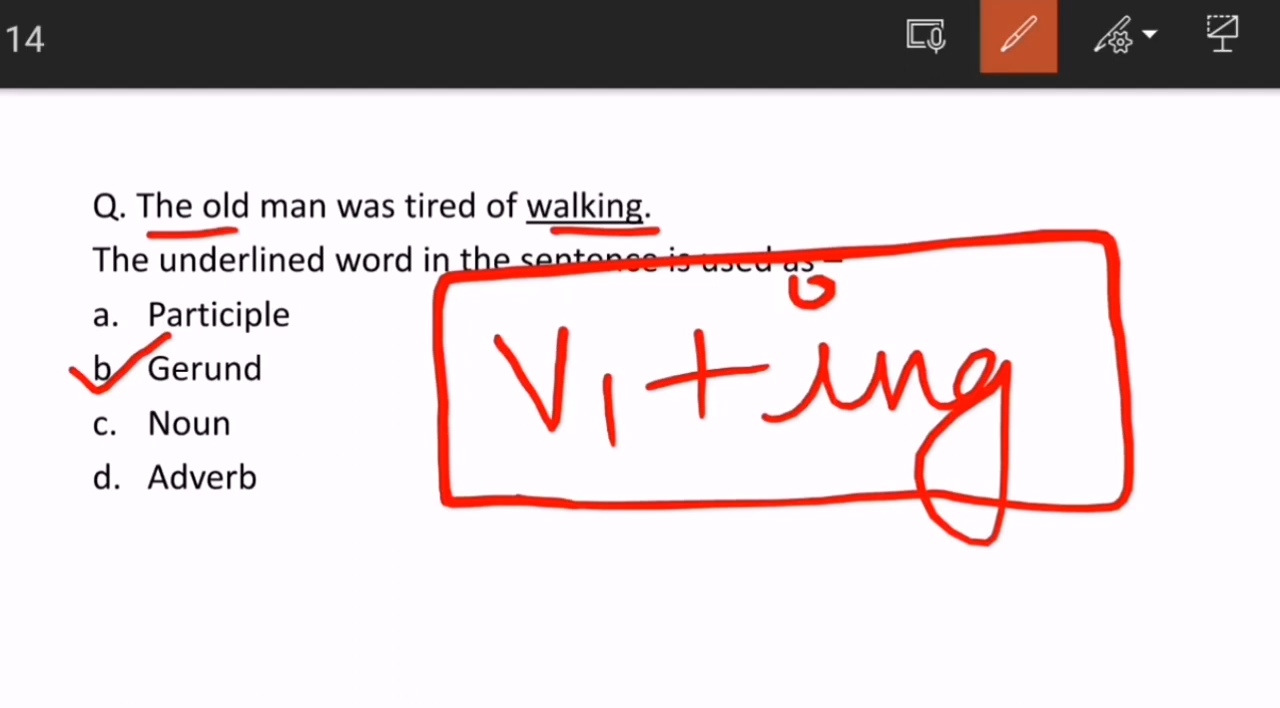 14
Q. The old man was tired of walking.
The underlined word in the sentence is used as –
a. Participle
b. Gerund
c. Noun
d. Adverb
V1 + ing